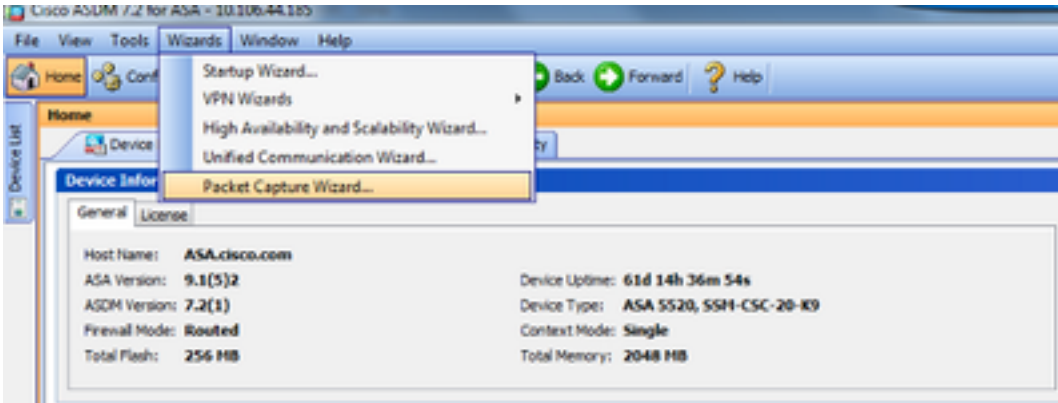 Cisco ASDM 7.2 for ASA - 10.106.44.185
File View Tools Wizards Window Help
Home Conf Back Forward Help
Startup Wizard...
VPN Wizards
High Availability and Scalability Wizard...
Unified Communication Wizard...
Packet Capture Wizard...
Device List
Home
Device ty
Device Infor
General License
Host Name: ASA.cisco.com
ASA Version: 9.1(5)2 Device Uptime: 61d 14h 36m 54s
ASDM Version: 7.2(1) Device Type: ASA 5520, SSM-CSC-20-K9
Firewall Mode: Routed Context Mode: Single
Total Flash: 256 MB Total Memory: 2048 MB